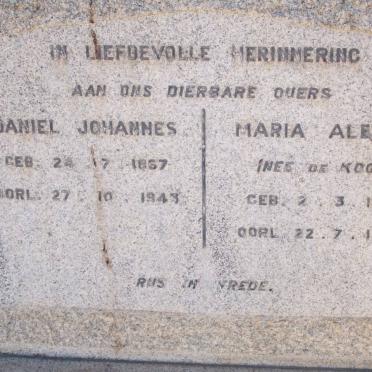 IN LIEFDEVOLLE HERINNERING
AAN ONS DIERBARE OUERS
DANIEL JOHANNES
GEB. 24 . 7 . 1867
OORL. 27 . 10 . 1943
MARIA ALE
(NEE DE KOC
GEB. 2 . 3 . 1
OORL. 22 . 7 . 1
RUS IN VREDE.